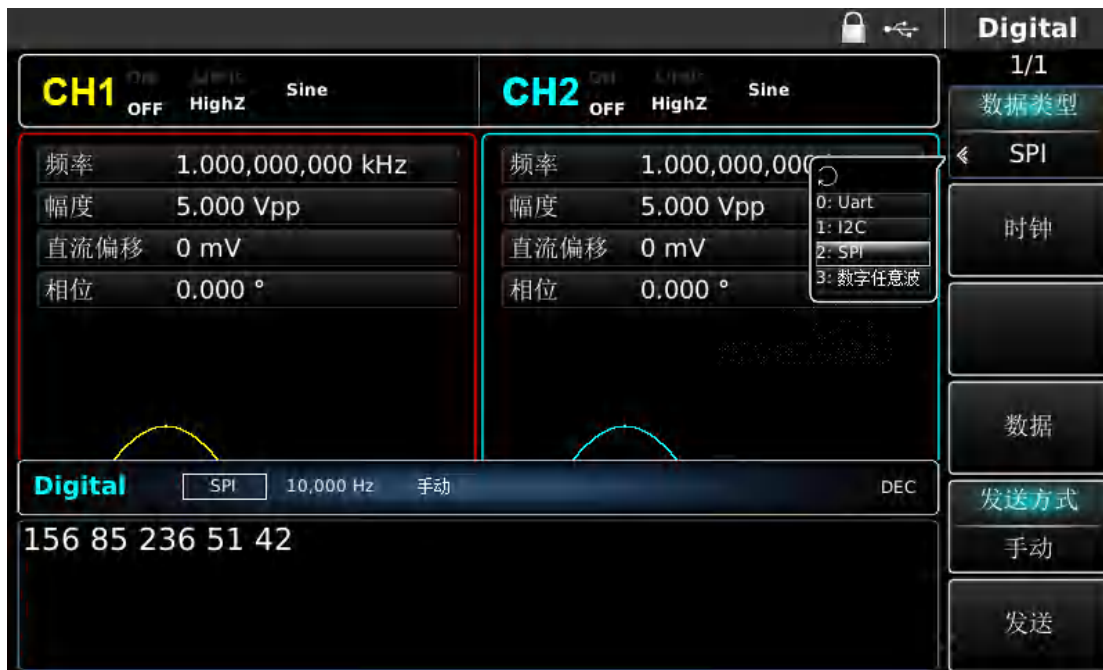 Digital
1/1
CH1 OFF HighZ Sine
CH2 OFF HighZ Sine
数据类型
SPI
频率 1.000,000,000 kHz
幅度 5.000 Vpp
直流偏移 0 mV
相位 0.000 °
频率 1.000,000,000
幅度 5.000 Vpp
直流偏移 0 mV
相位 0.000 °
0: Uart
1: I2C
2: SPI
3: 数字任意波
时钟
数据
Digital SPI 10,000 Hz 手动 DEC
156 85 236 51 42
发送方式
手动
发送